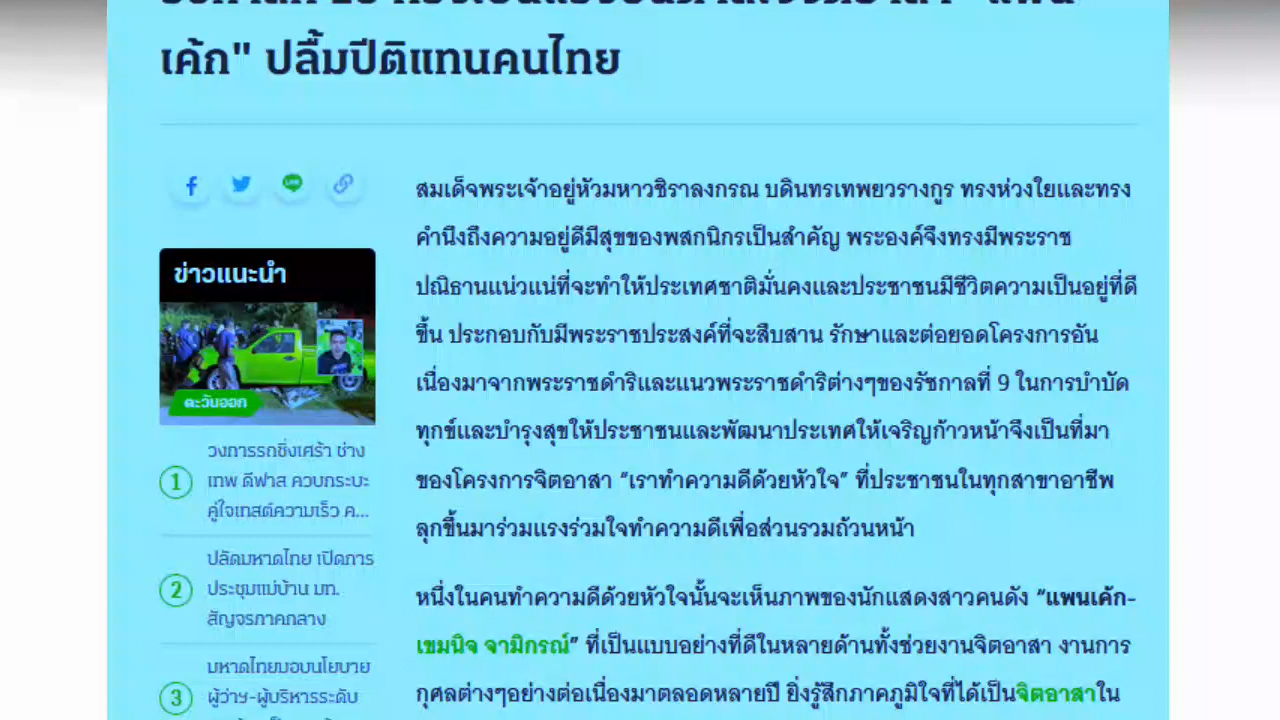 เค้ก" ปลื้มปีติแทนคนไทย
สมเด็จพระเจ้าอยู่หัวมหาวชิราลงกรณ บดินทรเทพยวรางกูร ทรงห่วงใยและทรง
คำนึงถึงความอยู่ดีมีสุขของพสกนิกรเป็นสำคัญ พระองค์จึงทรงมีพระราช
ปณิธานแน่วแน่ที่จะทำให้ประเทศชาติมั่นคงและประชาชนมีชีวิตความเป็นอยู่ที่ดี
ขึ้น ประกอบกับมีพระราชประสงค์ที่จะสืบสาน รักษาและต่อยอดโครงการอัน
เนื่องมาจากพระราชดำริและแนวพระราชดำริต่างๆของรัชกาลที่ 9 ในการบำบัด
ทุกข์และบำรุงสุขให้ประชาชนและพัฒนาประเทศให้เจริญก้าวหน้าจึงเป็นที่มา
ของโครงการจิตอาสา “เราทำความดีด้วยหัวใจ” ที่ประชาชนในทุกสาขาอาชีพ
ลุกขึ้นมาร่วมแรงร่วมใจทำความดีเพื่อส่วนรวมถ้วนหน้า
หนึ่งในคนทำความดีด้วยหัวใจนั้นจะเห็นภาพของนักแสดงสาวคนดัง “แพนเค้ก-
เขมนิจ จามิกรณ์” ที่เป็นแบบอย่างที่ดีในหลายด้านทั้งช่วยงานจิตอาสา งานการ
กุศลต่างๆอย่างต่อเนื่องมาตลอดหลายปี ยิ่งรู้สึกภาคภูมิใจที่ได้เป็นจิตอาสาใน
ข่าวแนะนำ
ตะวันออก
1
วงการรถซิ่งเศร้า ช่าง
เทพ ดีฟาส ควบกระบะ
คู่ใจเทสต์ความเร็ว ค...
2
ปลัดมหาดไทย เปิดการ
ประชุมแม่บ้าน มท.
สัญจรภาคกลาง
3
มหาดไทยมอบนโยบาย
ผู้ว่าฯ-ผู้บริหารระดับ